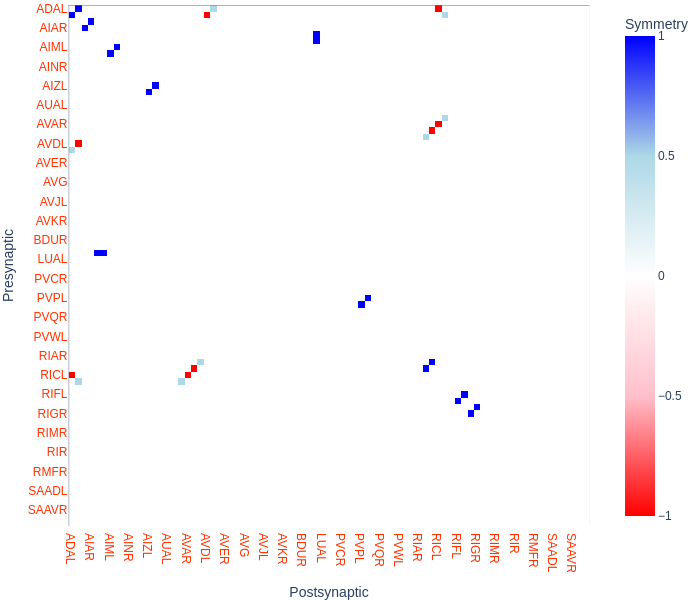 Symmetry
1
0.5
0
−0.5
−1
Presynaptic
ADAL
AIAR
AIML
AINR
AIZL
AUAL
AVAR
AVDL
AVER
AVG
AVJL
AVKR
BDUR
LUAL
PVCR
PVPL
PVQR
PVWL
RIAR
RICL
RIFL
RIGR
RIMR
RIR
RMFR
SAADL
SAAVR
ADAL
AIAR
AIML
AINR
AIZL
AUAL
AVAR
AVDL
AVER
AVG
AVJL
AVKR
BDUR
LUAL
PVCR
PVPL
PVQR
PVWL
RIAR
RICL
RIFL
RIGR
RIMR
RIR
RMFR
SAADL
SAAVR
Postsynaptic